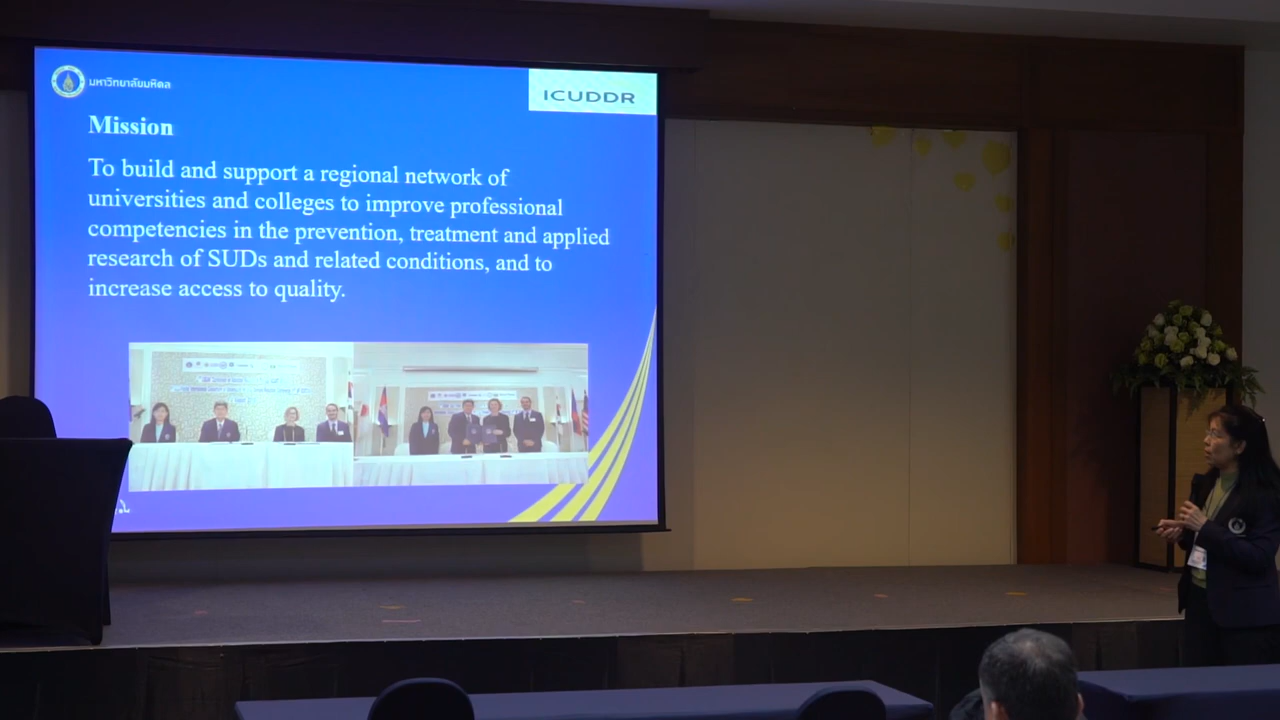 มหาวิทยาลัยมหิดล
ICUDDR
Mission
To build and support a regional network of
universities and colleges to improve professional
competencies in the prevention, treatment and applied
research of SUDs and related conditions, and to
increase access to quality.